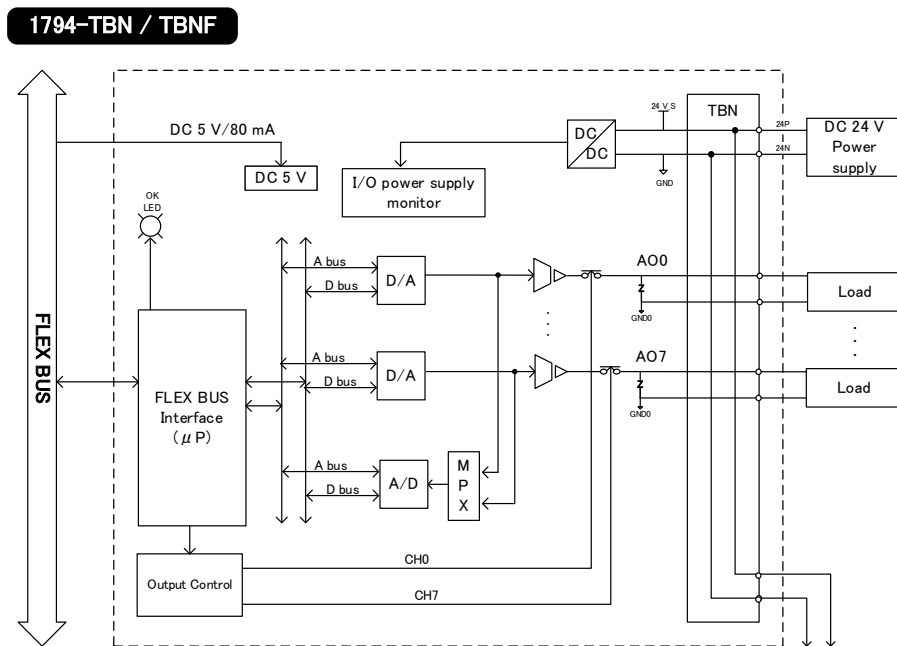 1794-TBN / TBNF
FLEX BUS
DC 5 V/80 mA
DC 5 V
I/O power supply
monitor
DC
DC
24 V_S
GND
TBN
24P
24N
DC 24 V
Power
supply
OK
LED
FLEX BUS
Interface
(μP)
A bus
D bus
D/A
AO0
GND0
Load
A bus
D bus
D/A
AO7
GND0
Load
A bus
D bus
A/D
M
P
X
Output Control
CH0
CH7